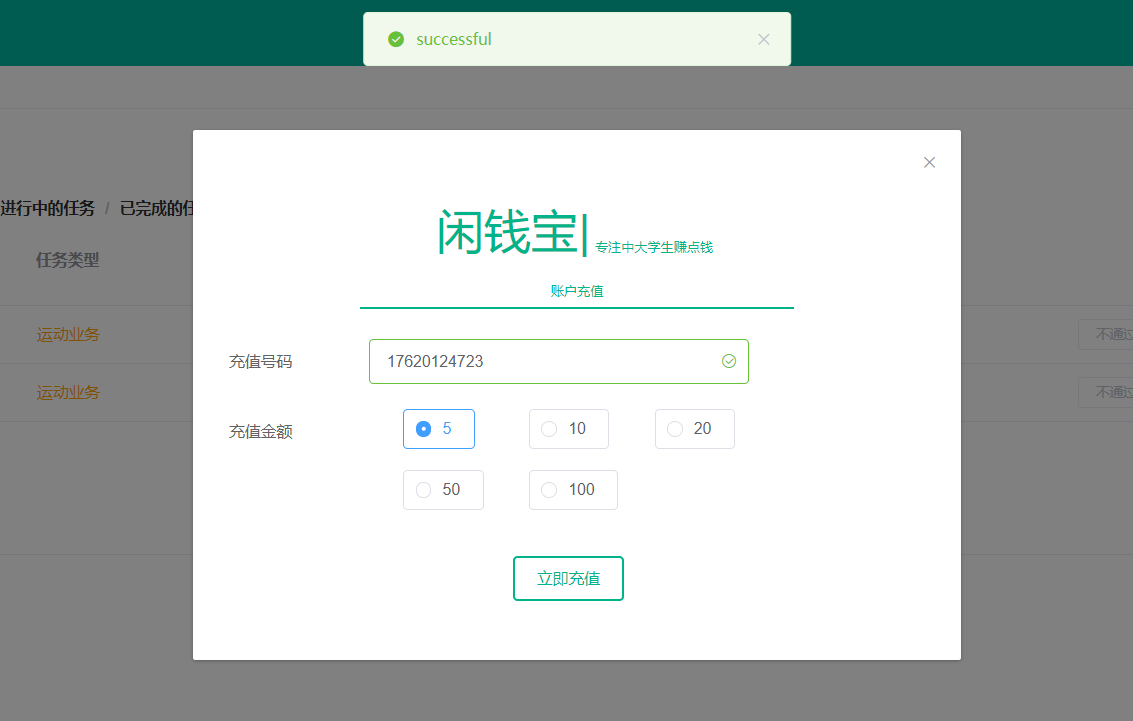 successful
进行中的任务 / 已完成的任
闲钱宝| 专注中大学生赚点钱
任务类型
账户充值
运动业务
不通过
充值号码 17620124723
运动业务
不通过
充值金额 5 10 20
50 100
立即充值